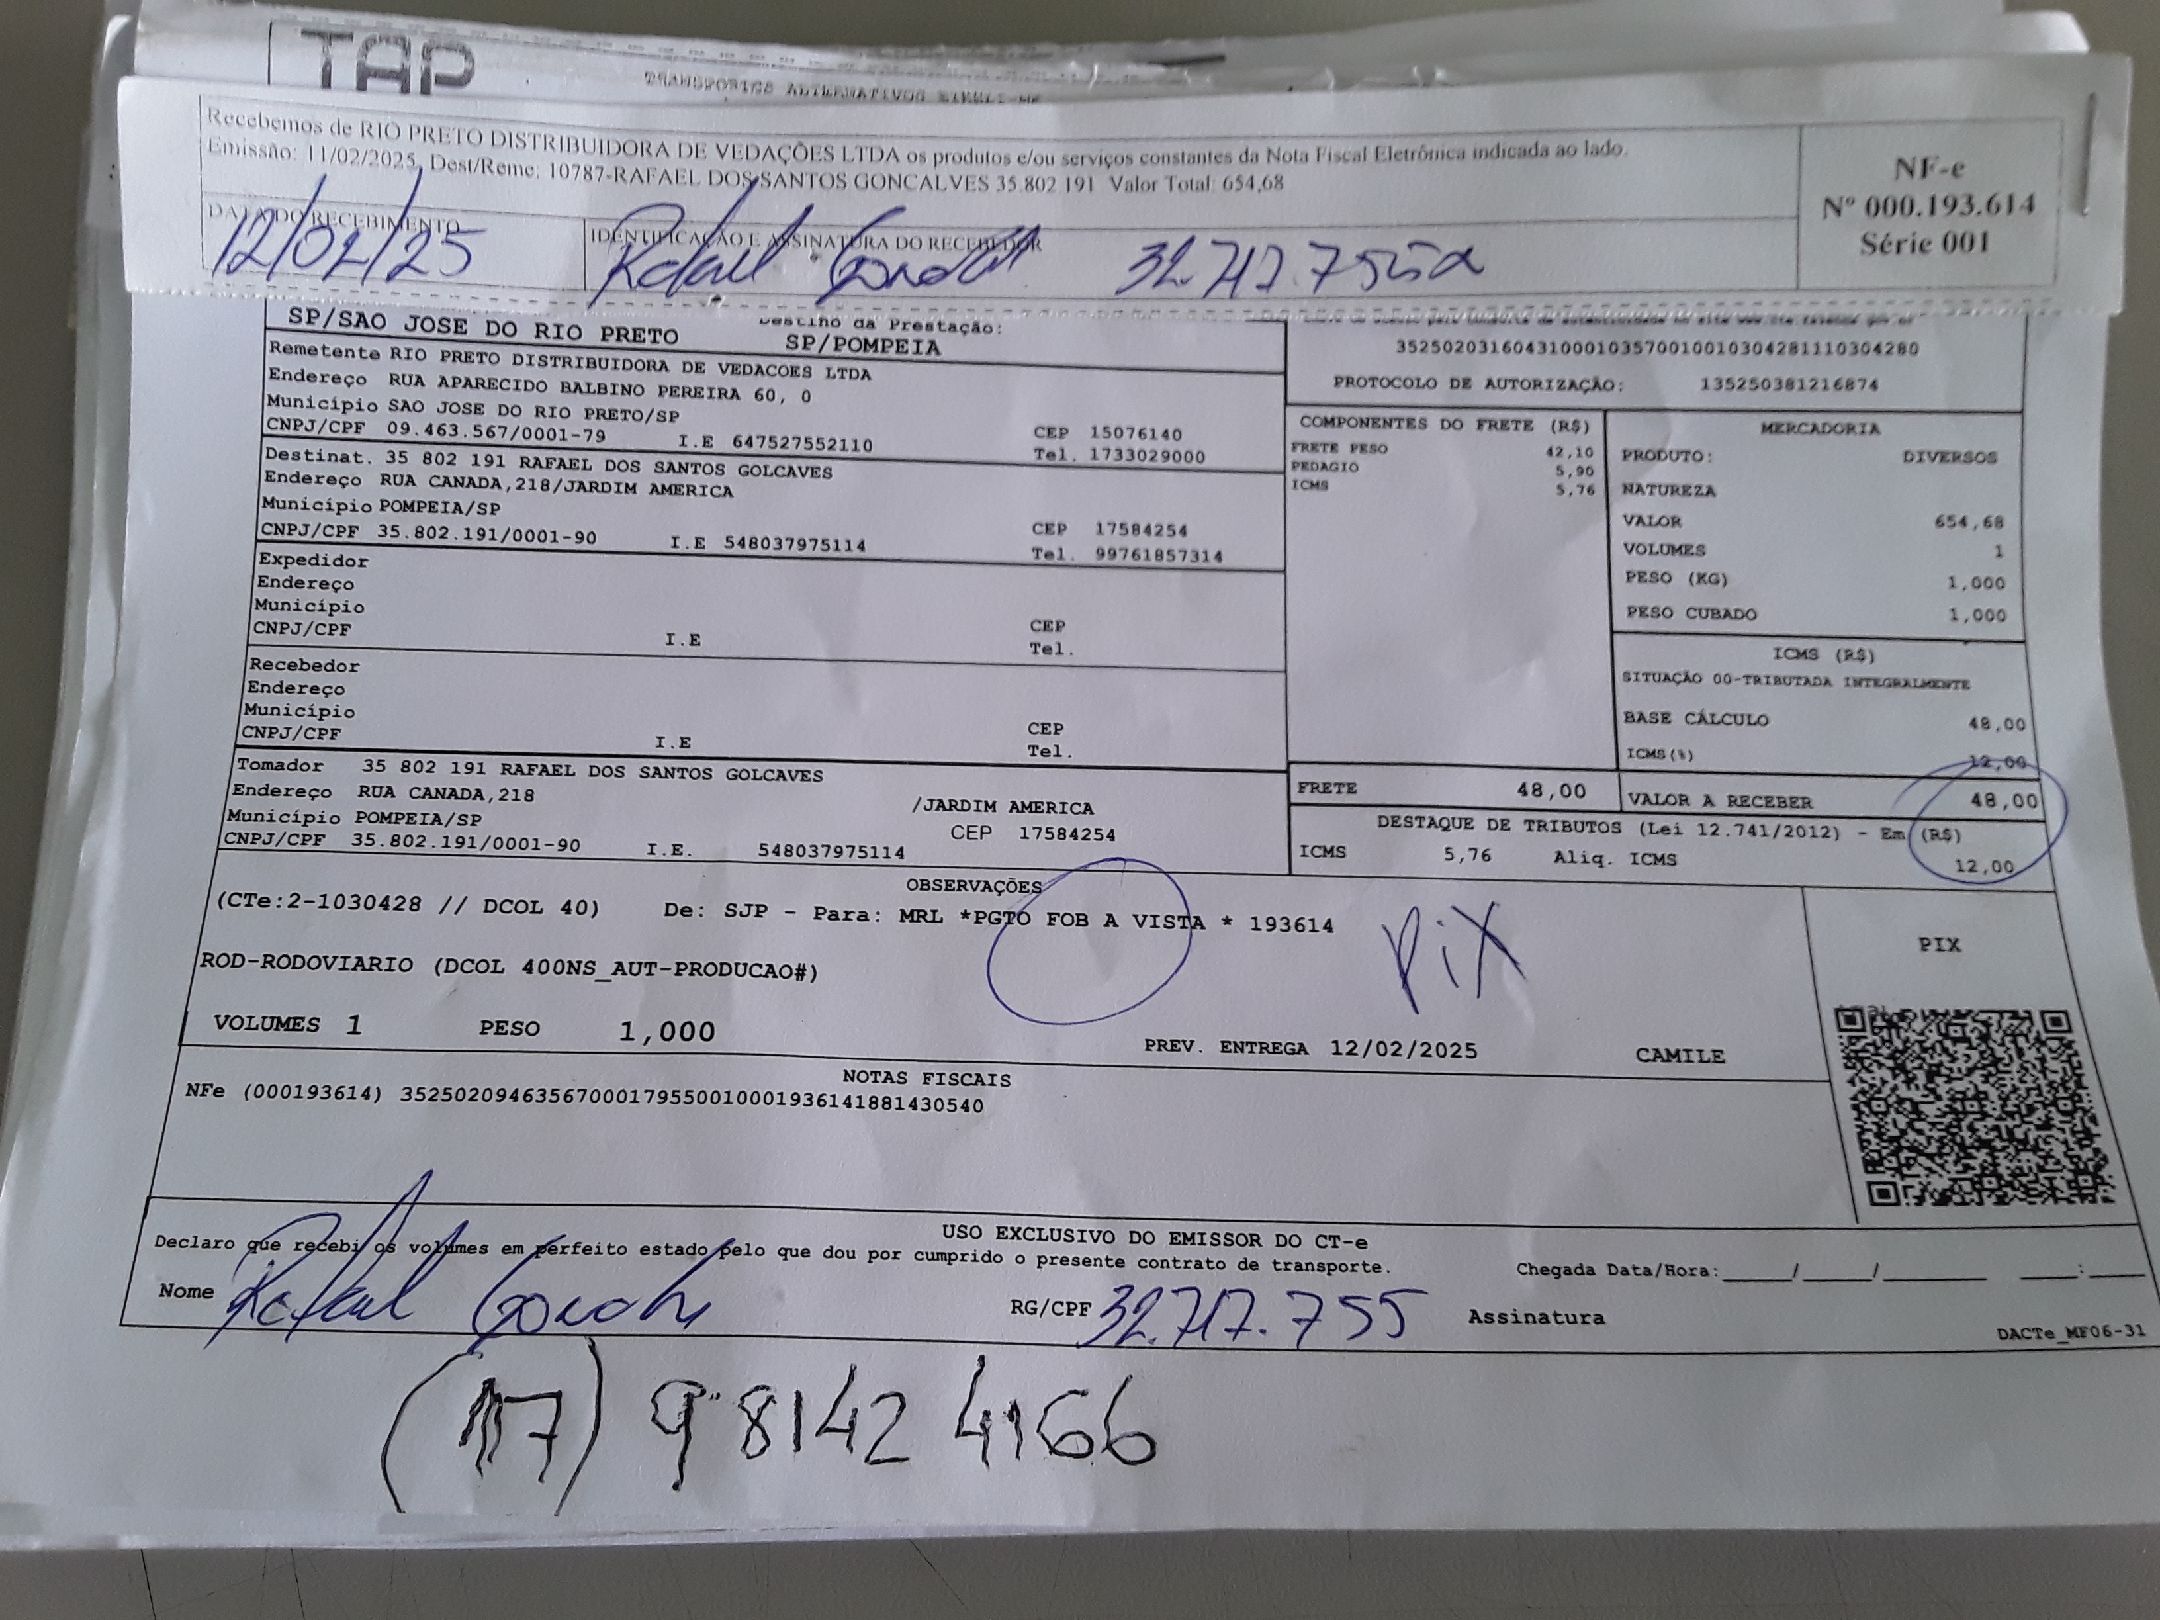 TAP
TRANSPORTES ALTERNATIVOS EIRELI-ME
Recebemos de RIO PRETO DISTRIBUIDORA DE VEDAÇÕES LTDA os produtos e/ou serviços constantes da Nota Fiscal Eletrônica indicada ao lado.
Emissão: 11/02/2025, Dest/Reme: 10787-RAFAEL DOS SANTOS GONCALVES 35.802 191 Valor Total: 654,68
NF-e
Nº 000.193.614
Série 001
DATA DO RECEBIMENTO
12/02/25
IDENTIFICAÇÃO E ASSINATURA DO RECEBEDOR
Rafael
32.717.755
SP/SAO JOSE DO RIO PRETO
Destino da Prestação:
SP/POMPEIA
Remetente RIO PRETO DISTRIBUIDORA DE VEDACOES LTDA
Endereço RUA APARECIDO BALBINO PEREIRA 60, 0
Município SAO JOSE DO RIO PRETO/SP
CEP 15076140
CNPJ/CPF 09.463.567/0001-79 I.E 647527552110
Tel. 1733029000
Destinat. 35 802 191 RAFAEL DOS SANTOS GOLCAVES
Endereço RUA CANADA,218/JARDIM AMERICA
Município POMPEIA/SP
CEP 17584254
CNPJ/CPF 35.802.191/0001-90 I.E 548037975114
Tel. 99761857314
Expedidor
Endereço
Município
CEP
CNPJ/CPF I.E
Tel.
Recebedor
Endereço
Município
CEP
CNPJ/CPF I.E
Tel.
Tomador 35 802 191 RAFAEL DOS SANTOS GOLCAVES
Endereço RUA CANADA,218 /JARDIM AMERICA
Município POMPEIA/SP CEP 17584254
CNPJ/CPF 35.802.191/0001-90 I.E. 548037975114
35250203160431000103570010010304281110304280
PROTOCOLO DE AUTORIZAÇÃO: 135250381216874
COMPONENTES DO FRETE (R$)
FRETE PESO 42,10
PEDAGIO 5,90
ICMS 5,76
MERCADORIA
PRODUTO: DIVERSOS
NATUREZA
VALOR 654,68
VOLUMES 1
PESO (KG) 1,000
PESO CUBADO 1,000
ICMS (R$)
SITUAÇÃO 00-TRIBUTADA INTEGRALMENTE
BASE CÁLCULO 48,00
ICMS(%) 12,00
FRETE 48,00
VALOR A RECEBER 48,00
DESTAQUE DE TRIBUTOS (Lei 12.741/2012) - Em (R$)
ICMS 5,76 Aliq. ICMS 12,00
OBSERVAÇÕES
(CTe:2-1030428 // DCOL 40) De: SJP - Para: MRL *PGTO FOB A VISTA * 193614
PiX
ROD-RODOVIARIO (DCOL 400NS_AUT-PRODUCAO#)
VOLUMES 1 PESO 1,000
PREV. ENTREGA 12/02/2025 CAMILE
PIX
NOTAS FISCAIS
NFe (000193614) 35250209463567000179550010001936141881430540
USO EXCLUSIVO DO EMISSOR DO CT-e
Declaro que recebi os volumes em perfeito estado pelo que dou por cumprido o presente contrato de transporte.
Chegada Data/Hora:_____/_____/_________ ____:____
Nome Rafael
RG/CPF 32.717.755
Assinatura
DACTe_MF06-31
(17) 98142 4166